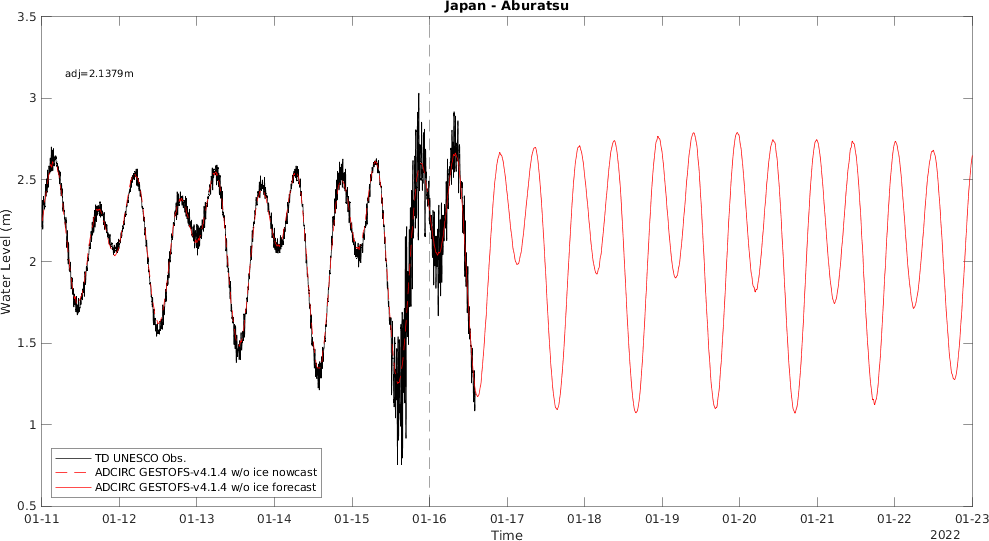 Japan - Aburatsu
adj=2.1379m
3.5
3
2.5
2
1.5
1
0.5
Water Level (m)
TD UNESCO Obs.
ADCIRC GESTOFS-v4.1.4 w/o ice nowcast
ADCIRC GESTOFS-v4.1.4 w/o ice forecast
01-11 01-12 01-13 01-14 01-15 01-16 01-17 01-18 01-19 01-20 01-21 01-22 01-23
Time
2022